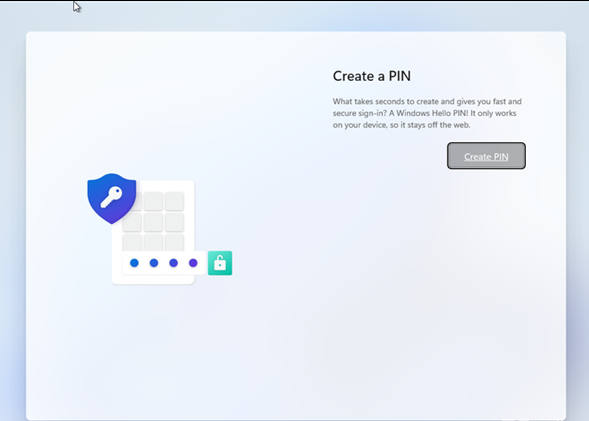 Create a PIN
What takes seconds to create and gives you fast and
secure sign-in? A Windows Hello PIN! It only works
on your device, so it stays off the web.
Create PIN